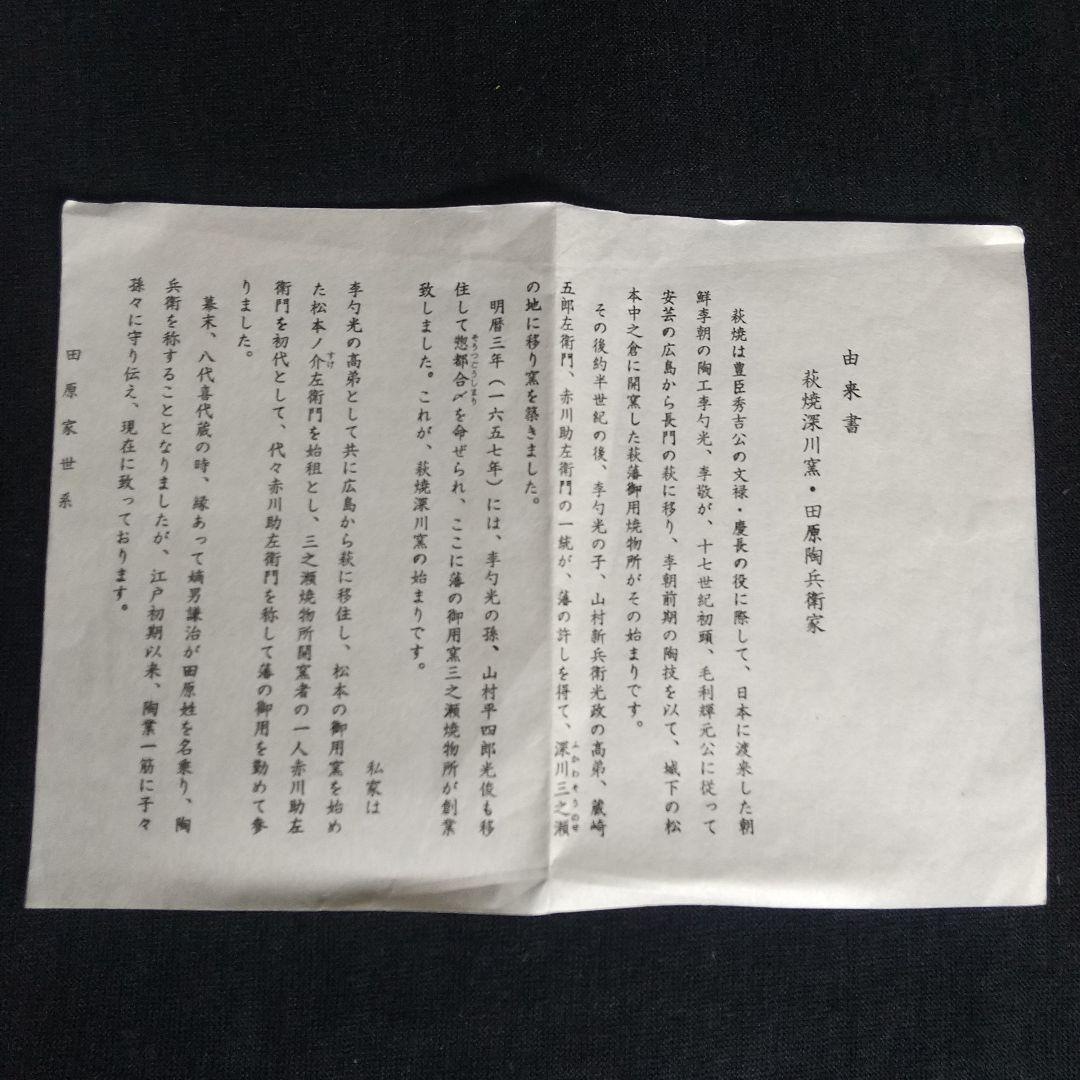 由来書
萩焼深川窯・田原陶兵衛家
萩焼は豊臣秀吉公の文禄・慶長の役に際して、日本に渡来した朝
鮮李朝の陶工李勺光、李敬が、十七世紀初頭、毛利輝元公に従って
安芸の広島から長門の萩に移り、李朝前期の陶技を以て、城下の松
本中之倉に開窯した萩藩御用焼物所がその始まりです。
その後約半世紀の後、李勺光の子、山村新兵衛光政の高弟、蔵崎
五郎左衛門、赤川助左衛門の一統が、藩の許しを得て、深川三之瀬
ふかわそうのせ
の地に移り窯を築きました。
明暦三年(一六五七年)には、李勺光の孫、山村平四郎光俊も移
住して惣都合〆を命ぜられ、ここに藩の御用窯三之瀬焼物所が創業
そうつごうしまり
致しました。これが、萩焼深川窯の始まりです。
私家は
李勺光の高弟として共に広島から萩に移住し、松本の御用窯を始め
た松本ノ介左衛門を始祖とし、三之瀬焼物所開窯者の一人赤川助左
すけ
衛門を初代として、代々赤川助左衛門を称して藩の御用を勤めて参
りました。
幕末、八代喜代蔵の時、縁あって嫡男謙治が田原姓を名乗り、陶
兵衛を称することとなりましたが、江戸初期以来、陶業一筋に子々
孫々に守り伝え、現在に致っております。
田原家世系